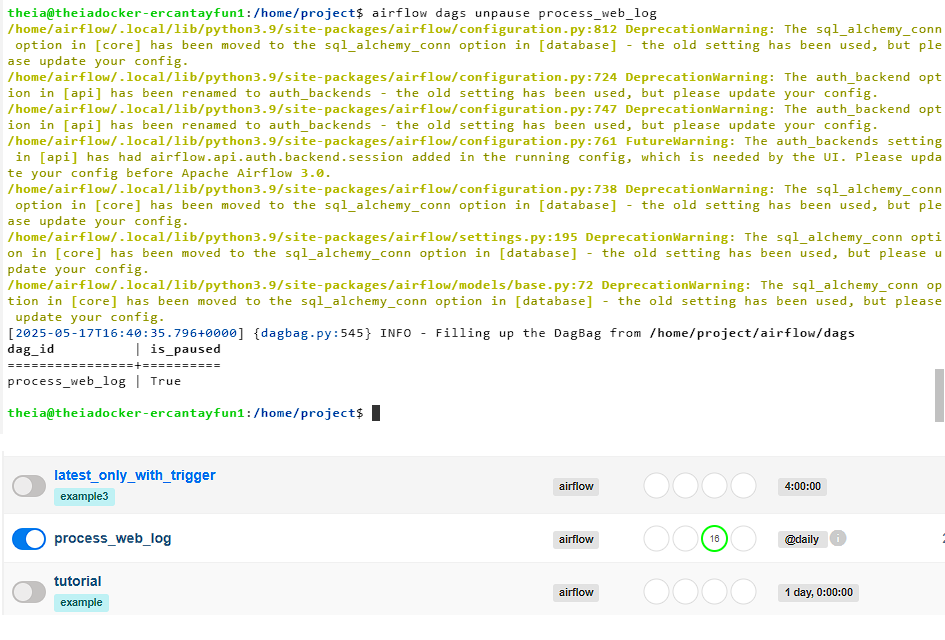 theia@theiadocker-ercantayfun1:/home/project$ airflow dags unpause process_web_log
/home/airflow/.local/lib/python3.9/site-packages/airflow/configuration.py:812 DeprecationWarning: The sql_alchemy_conn
 option in [core] has been moved to the sql_alchemy_conn option in [database] - the old setting has been used, but ple
ase update your config.
/home/airflow/.local/lib/python3.9/site-packages/airflow/configuration.py:724 DeprecationWarning: The auth_backend opt
ion in [api] has been renamed to auth_backends - the old setting has been used, but please update your config.
/home/airflow/.local/lib/python3.9/site-packages/airflow/configuration.py:747 DeprecationWarning: The auth_backend opt
ion in [api] has been renamed to auth_backends - the old setting has been used, but please update your config.
/home/airflow/.local/lib/python3.9/site-packages/airflow/configuration.py:761 FutureWarning: The auth_backends setting
 in [api] has had airflow.api.auth.backend.session added in the running config, which is needed by the UI. Please upda
te your config before Apache Airflow 3.0.
/home/airflow/.local/lib/python3.9/site-packages/airflow/configuration.py:738 DeprecationWarning: The sql_alchemy_conn
 option in [core] has been moved to the sql_alchemy_conn option in [database] - the old setting has been used, but ple
ase update your config.
/home/airflow/.local/lib/python3.9/site-packages/airflow/settings.py:195 DeprecationWarning: The sql_alchemy_conn opti
on in [core] has been moved to the sql_alchemy_conn option in [database] - the old setting has been used, but please u
pdate your config.
/home/airflow/.local/lib/python3.9/site-packages/airflow/models/base.py:72 DeprecationWarning: The sql_alchemy_conn op
tion in [core] has been moved to the sql_alchemy_conn option in [database] - the old setting has been used, but please
 update your config.
[2025-05-17T16:40:35.796+0000] {dagbag.py:545} INFO - Filling up the DagBag from /home/project/airflow/dags
dag_id          | is_paused
================+==========
process_web_log | True
theia@theiadocker-ercantayfun1:/home/project$
latest_only_with_trigger airflow 4:00:00
example3
process_web_log airflow 16 @daily i
tutorial airflow 1 day, 0:00:00
example